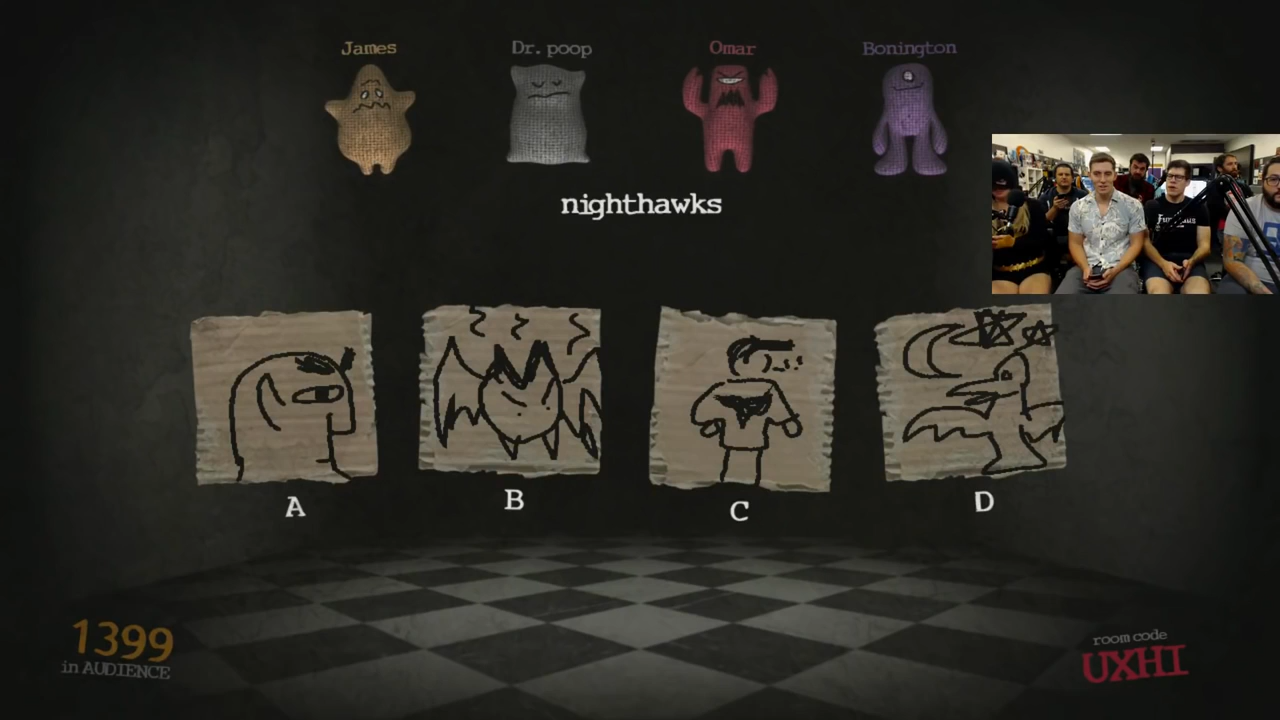 James
Dr. poop
Omar
Bonington
nighthawks
A
B
C
D
1399
in AUDIENCE
room code
UXHI